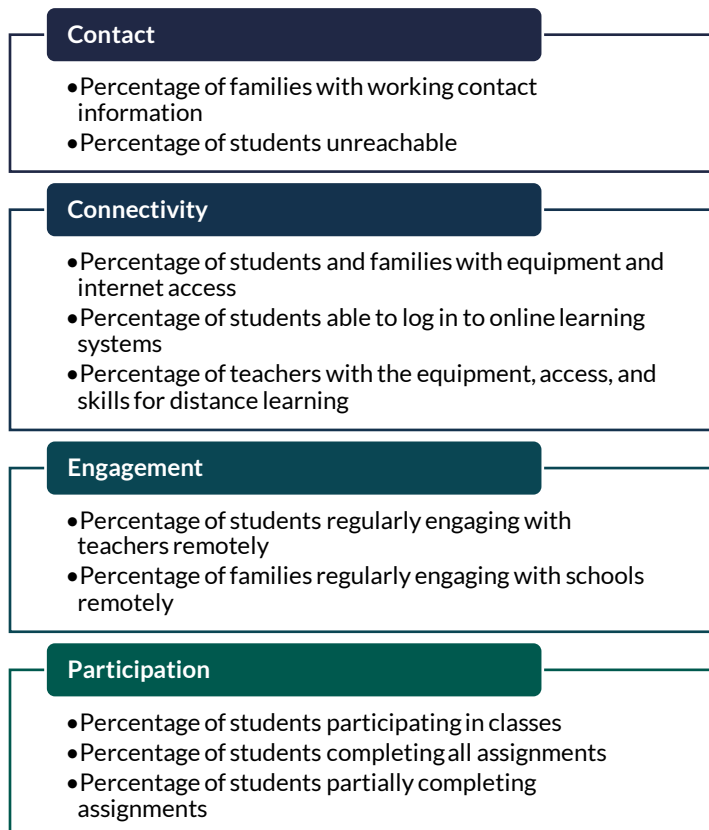 Contact
•Percentage of families with working contact
information
•Percentage of students unreachable
Connectivity
•Percentage of students and families with equipment and
internet access
•Percentage of students able to log in to online learning
systems
•Percentage of teachers with the equipment, access, and
skills for distance learning
Engagement
•Percentage of students regularly engaging with
teachers remotely
•Percentage of families regularly engaging with schools
remotely
Participation
•Percentage of students participating in classes
•Percentage of students completing all assignments
•Percentage of students partially completing
assignments